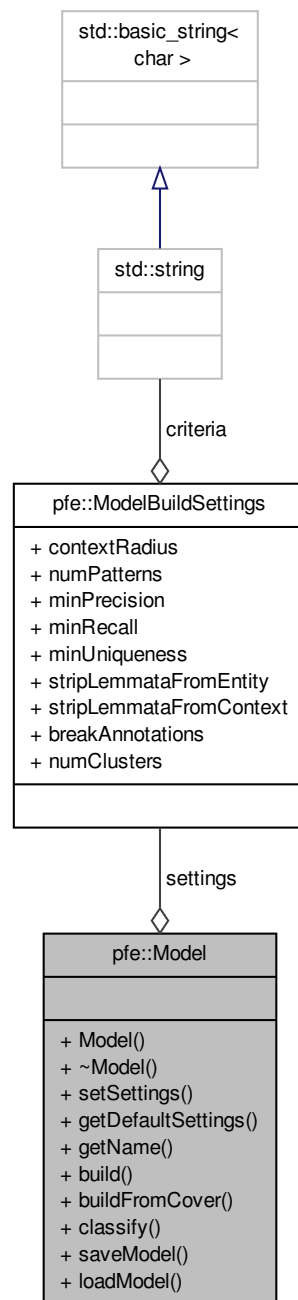 std::basic_string<
char >
std::string
criteria
pfe::ModelBuildSettings
+ contextRadius
+ numPatterns
+ minPrecision
+ minRecall
+ minUniqueness
+ stripLemmataFromEntity
+ stripLemmataFromContext
+ breakAnnotations
+ numClusters
settings
pfe::Model
+ Model()
+ ~Model()
+ setSettings()
+ getDefaultSettings()
+ getName()
+ build()
+ buildFromCover()
+ classify()
+ saveModel()
+ loadModel()